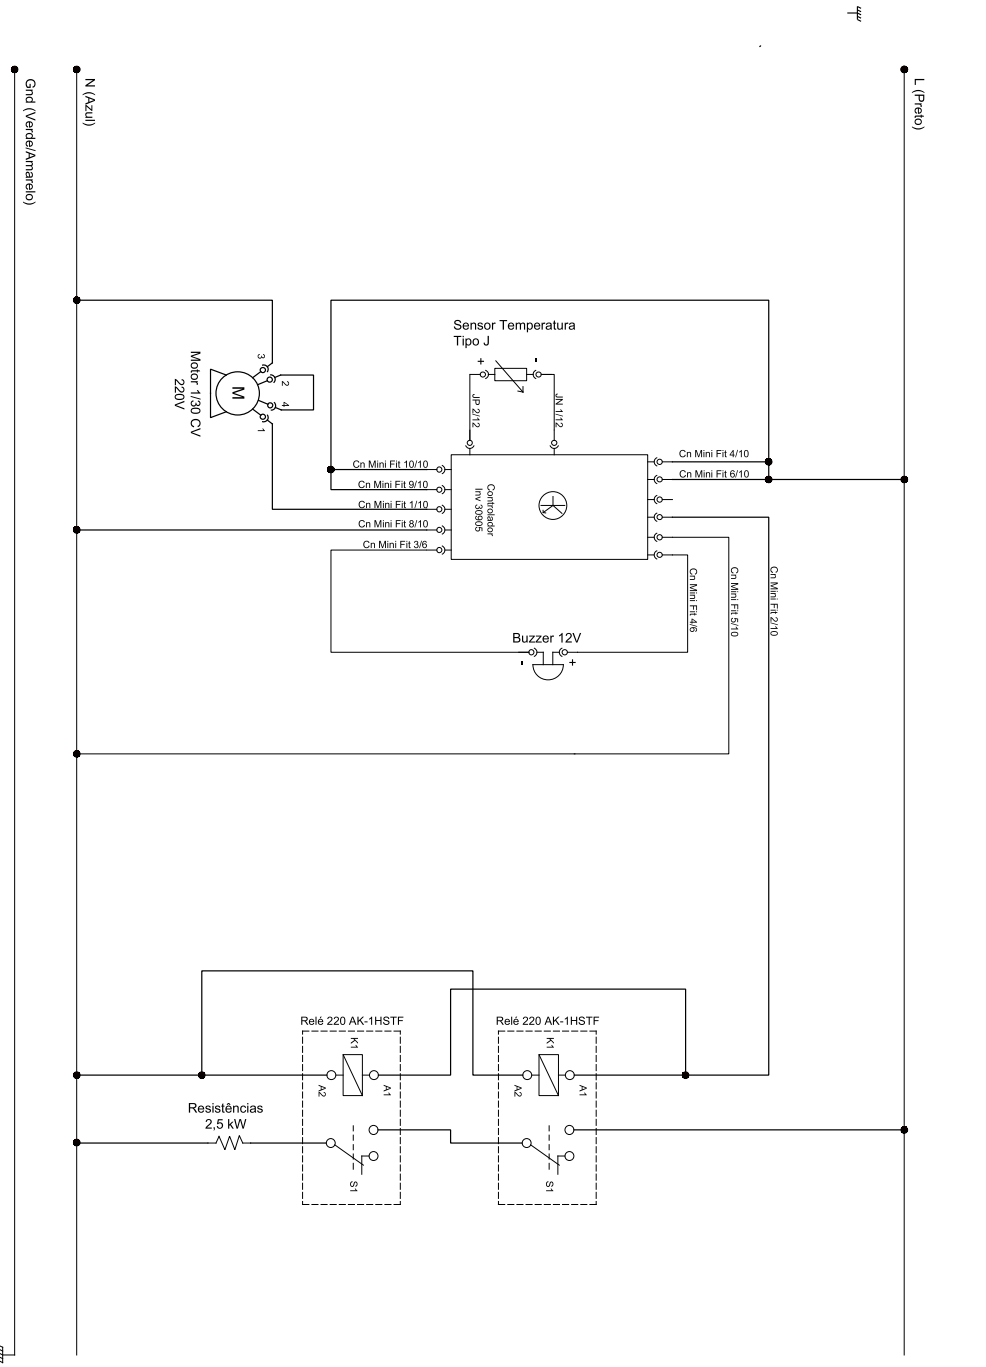 Gnd (Verde/Amarelo)
N (Azul)
L (Preto)
Sensor Temperatura
Tipo J
+
-
JP 2/12
JN 1/12
3
2
4
1
M
Motor 1/30 CV
220V
Cn Mini Fit 10/10
Cn Mini Fit 9/10
Cn Mini Fit 1/10
Cn Mini Fit 8/10
Cn Mini Fit 3/6
Controlador
Inv 30905
Cn Mini Fit 4/10
Cn Mini Fit 6/10
Cn Mini Fit 4/6
Cn Mini Fit 5/10
Cn Mini Fit 2/10
Buzzer 12V
-
+
Relé 220 AK-1HSTF
K1
A2
A1
S1
Relé 220 AK-1HSTF
K1
A2
A1
S1
Resistências
2,5 kW